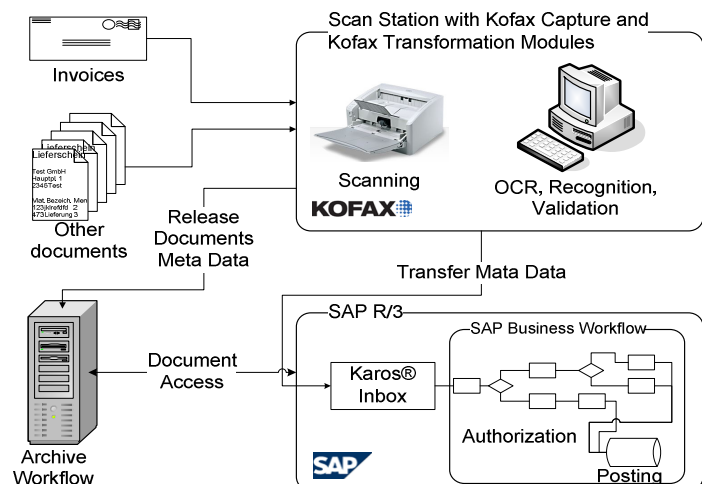 Scan Station with Kofax Capture and
Kofax Transformation Modules
Invoices
Lieferschein
Lieferschein
Test GmbH
Hauptpl. 1
2345Test
Mat.Bezeich, Men
123jklrefdfd 2
473Lieferung 3
Other
documents
Scanning
KOFAX
OCR, Recognition,
Validation
Release
Documents
Meta Data
Transfer Mata Data
SAP R/3
SAP Business Workflow
Document
Access
Karos®
Inbox
Authorization
Posting
SAP
Archive
Workflow